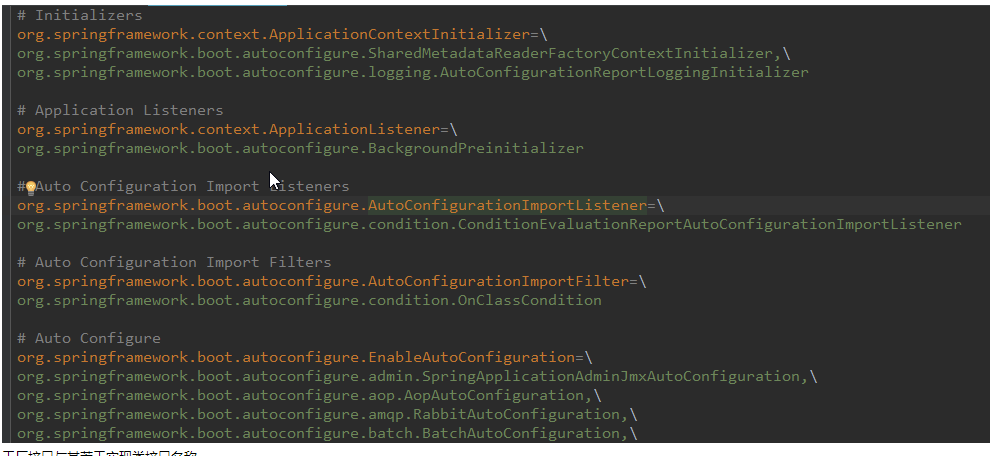 # Initializers
org.springframework.context.ApplicationContextInitializer=\
org.springframework.boot.autoconfigure.SharedMetadataReaderFactoryContextInitializer,\
org.springframework.boot.autoconfigure.logging.AutoConfigurationReportLoggingInitializer
# Application Listeners
org.springframework.context.ApplicationListener=\
org.springframework.boot.autoconfigure.BackgroundPreinitializer
# Auto Configuration Import Listeners
org.springframework.boot.autoconfigure.AutoConfigurationImportListener=\
org.springframework.boot.autoconfigure.condition.ConditionEvaluationReportAutoConfigurationImportListener
# Auto Configuration Import Filters
org.springframework.boot.autoconfigure.AutoConfigurationImportFilter=\
org.springframework.boot.autoconfigure.condition.OnClassCondition
# Auto Configure
org.springframework.boot.autoconfigure.EnableAutoConfiguration=\
org.springframework.boot.autoconfigure.admin.SpringApplicationAdminJmxAutoConfiguration,\
org.springframework.boot.autoconfigure.aop.AopAutoConfiguration,\
org.springframework.boot.autoconfigure.amqp.RabbitAutoConfiguration,\
org.springframework.boot.autoconfigure.batch.BatchAutoConfiguration,\